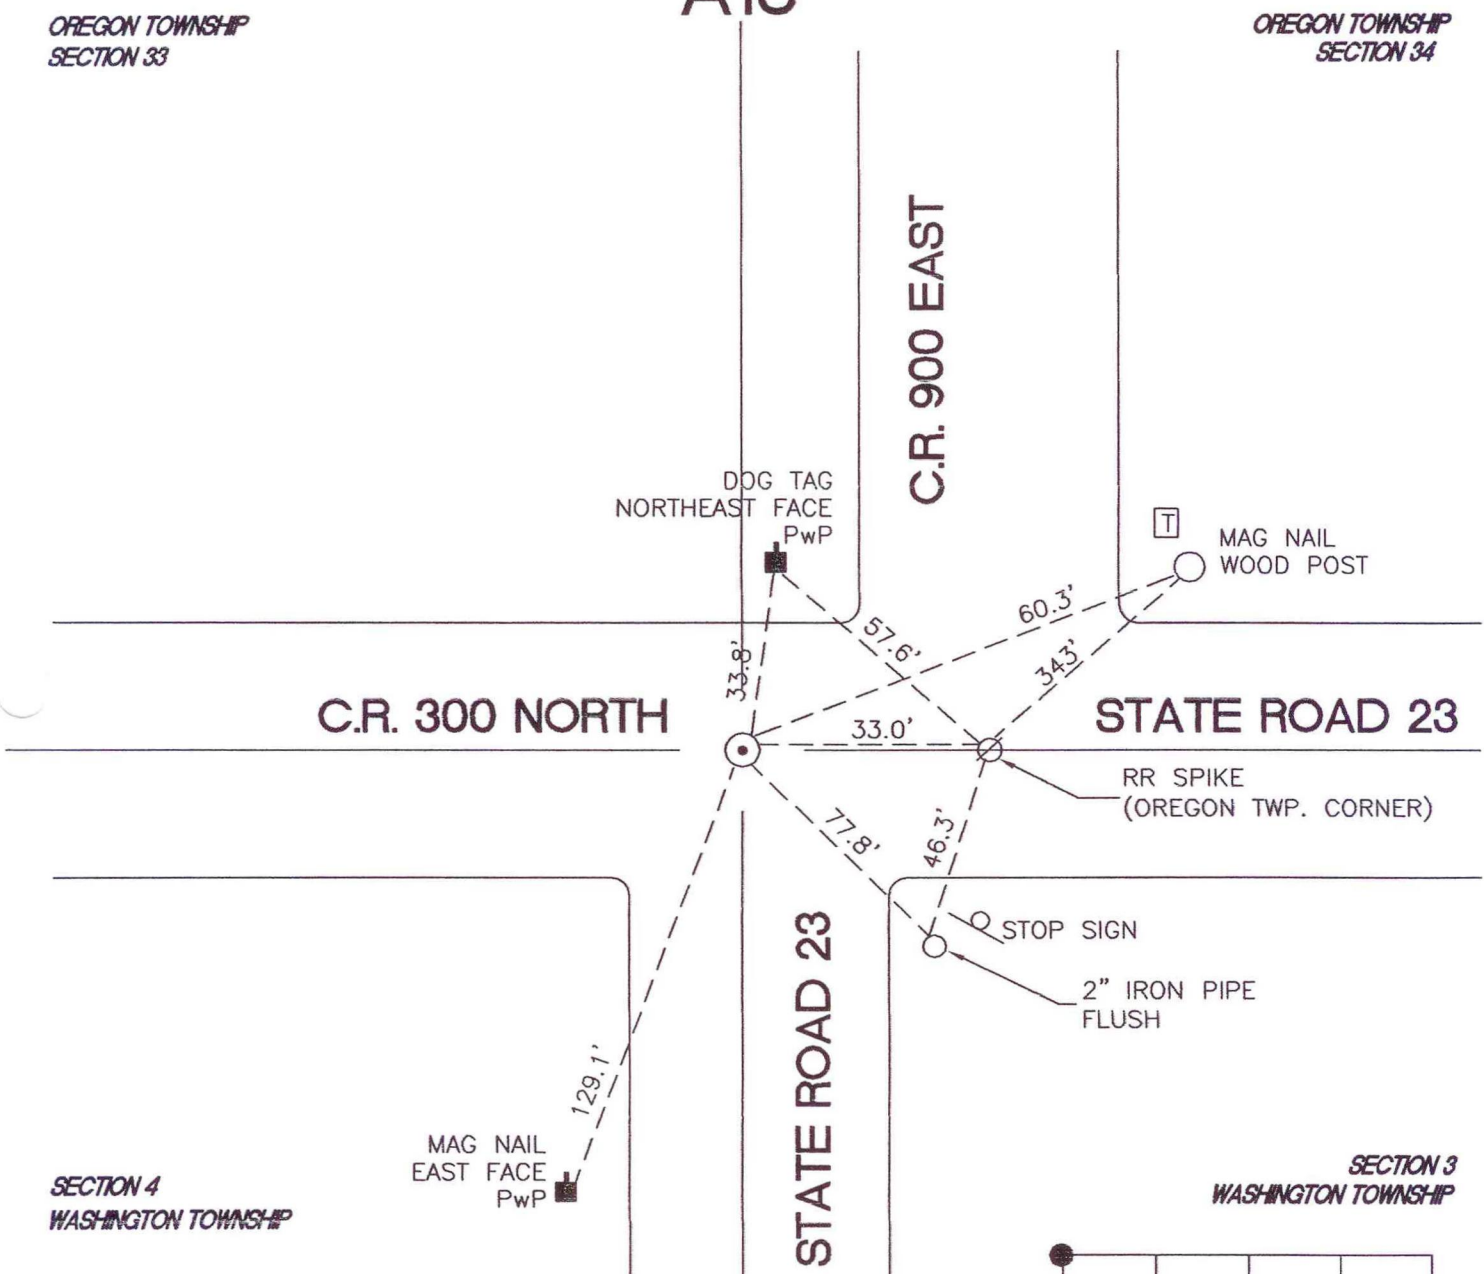 OREGON TOWNSHIP
SECTION 33
OREGON TOWNSHIP
SECTION 34
C.R. 900 EAST
DOG TAG
NORTHEAST FACE
PwP
T
MAG NAIL
WOOD POST
60.3'
57.6'
33.8'
343'
C.R. 300 NORTH
33.0'
STATE ROAD 23
RR SPIKE
(OREGON TWP. CORNER)
77.8'
46.3'
STOP SIGN
2" IRON PIPE
FLUSH
STATE ROAD 23
129.1'
MAG NAIL
EAST FACE
PwP
SECTION 4
WASHINGTON TOWNSHIP
SECTION 3
WASHINGTON TOWNSHIP